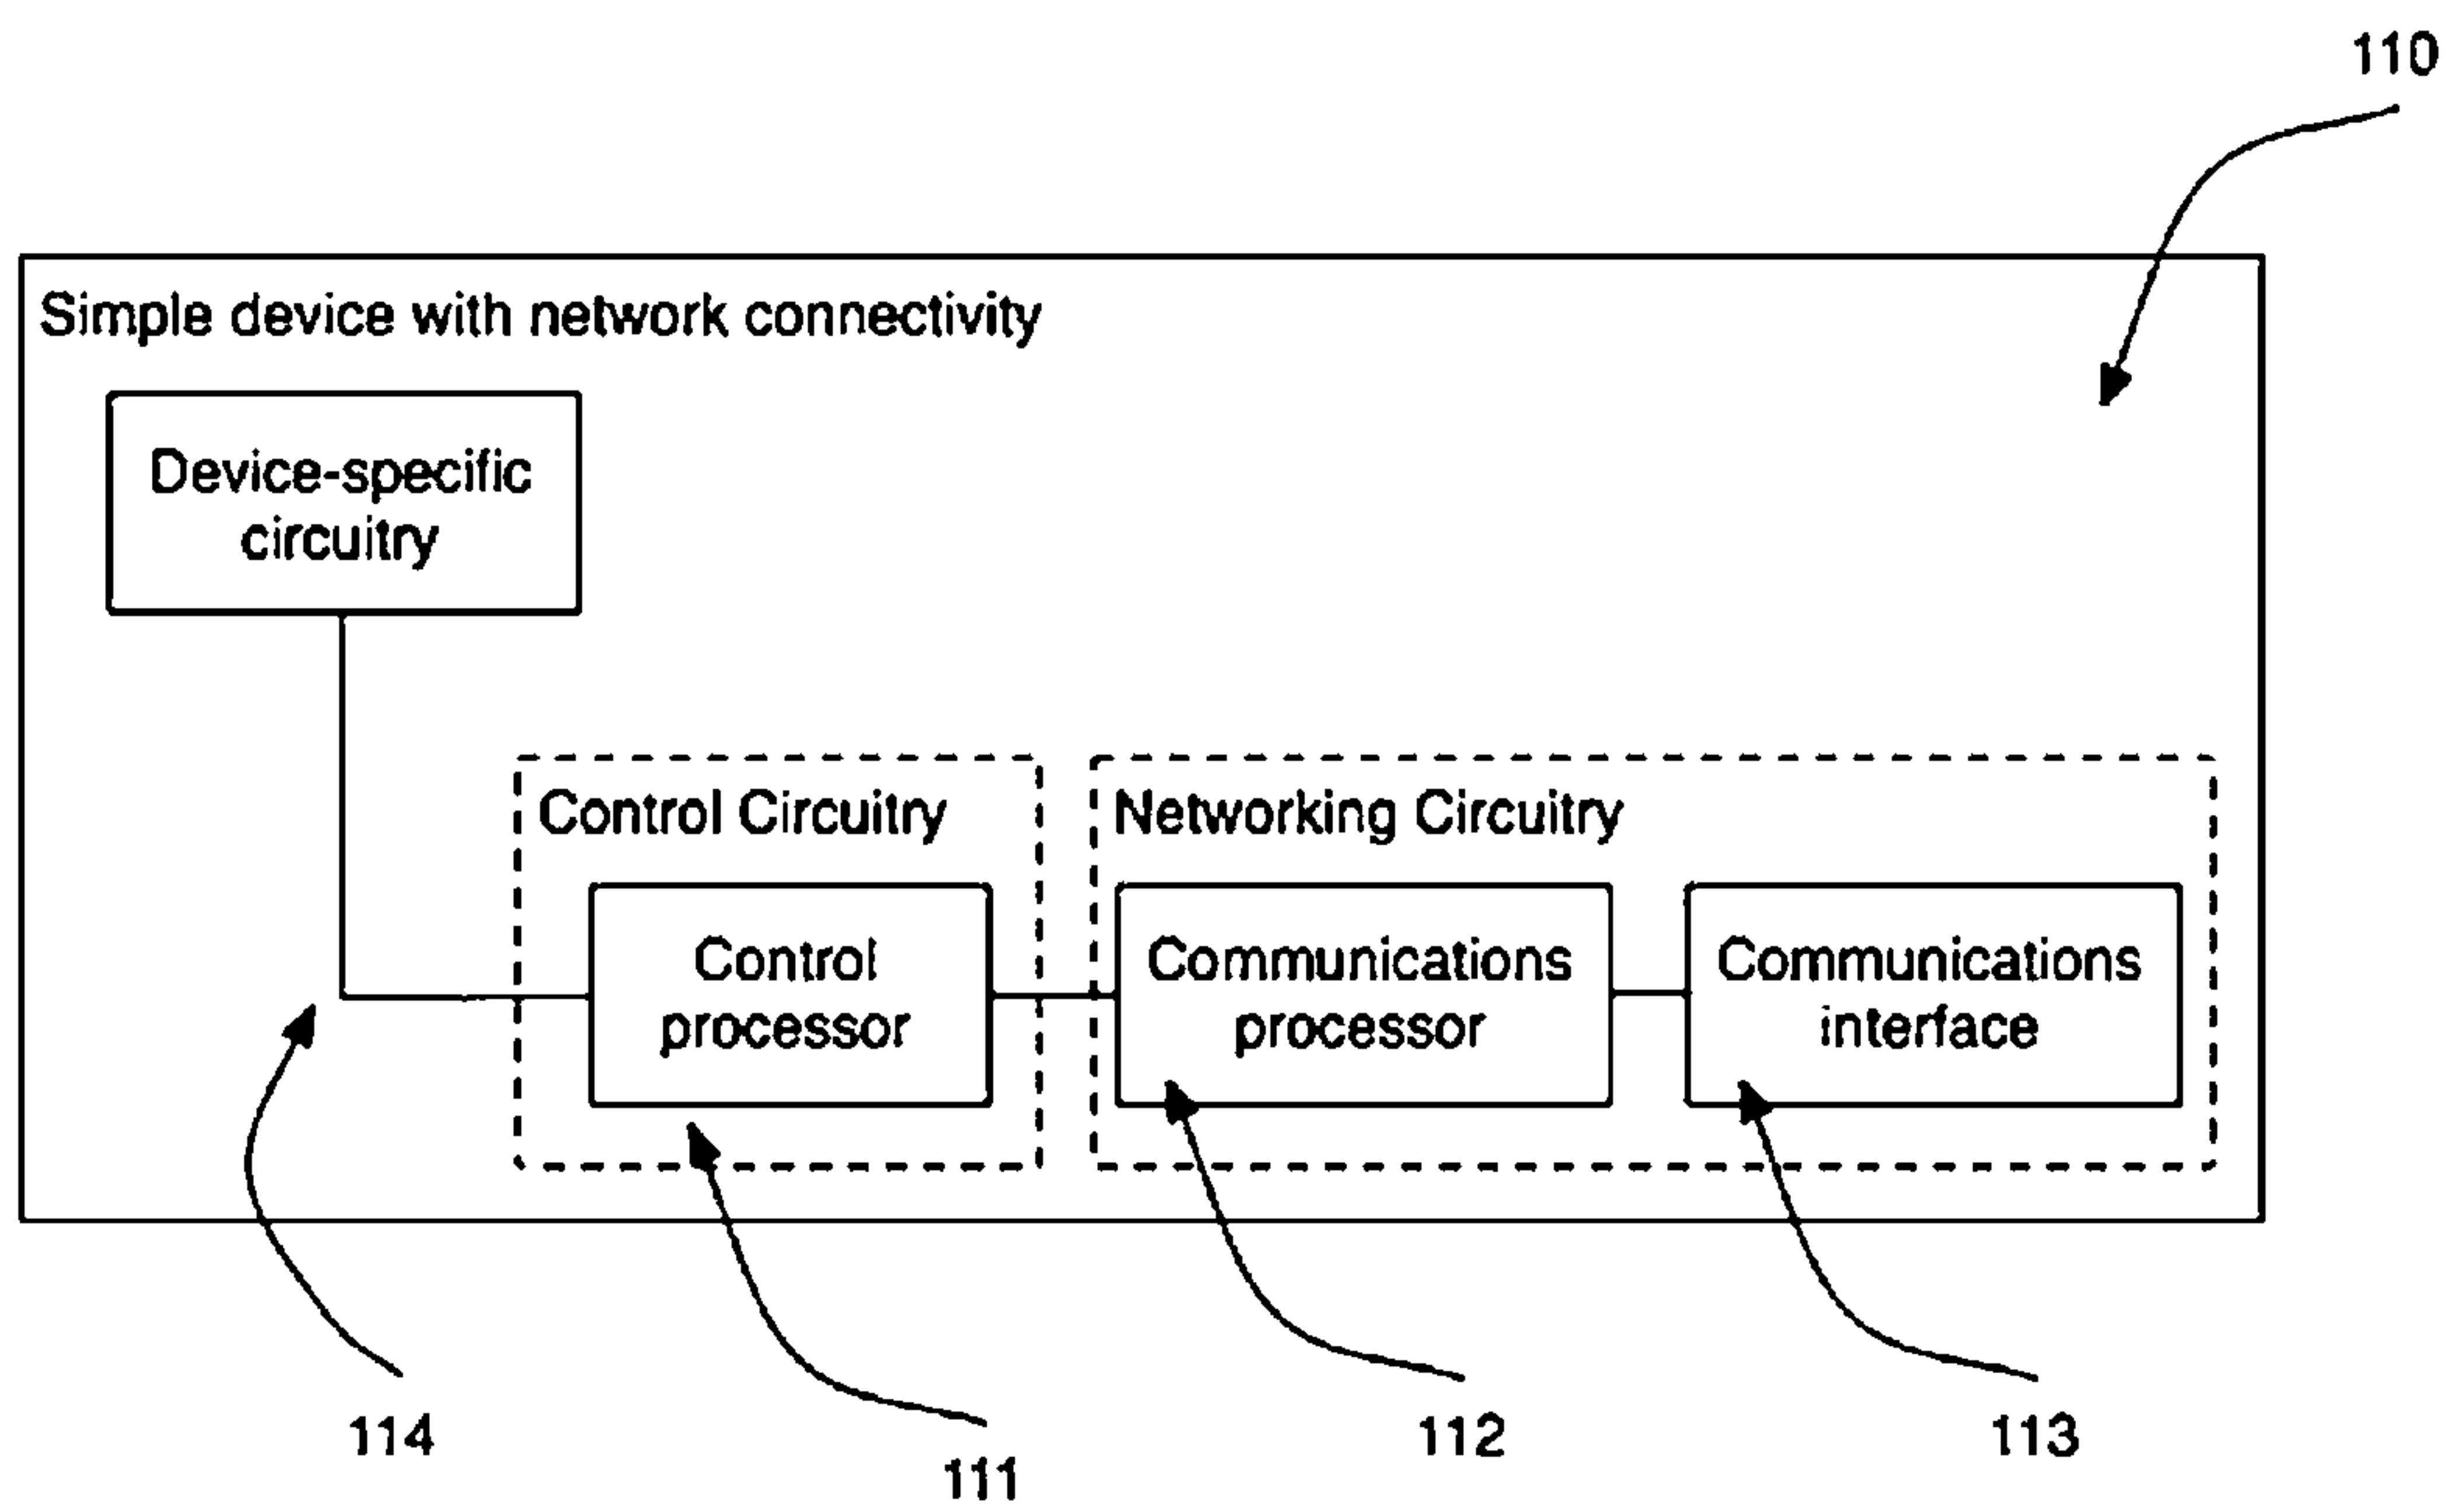 110
Simple device with network connectivity
Device-specific
circuitry
Control Circuitry
Networking Circuitry
Control
processor
Communications
processor
Communications
interface
114
111
112
113